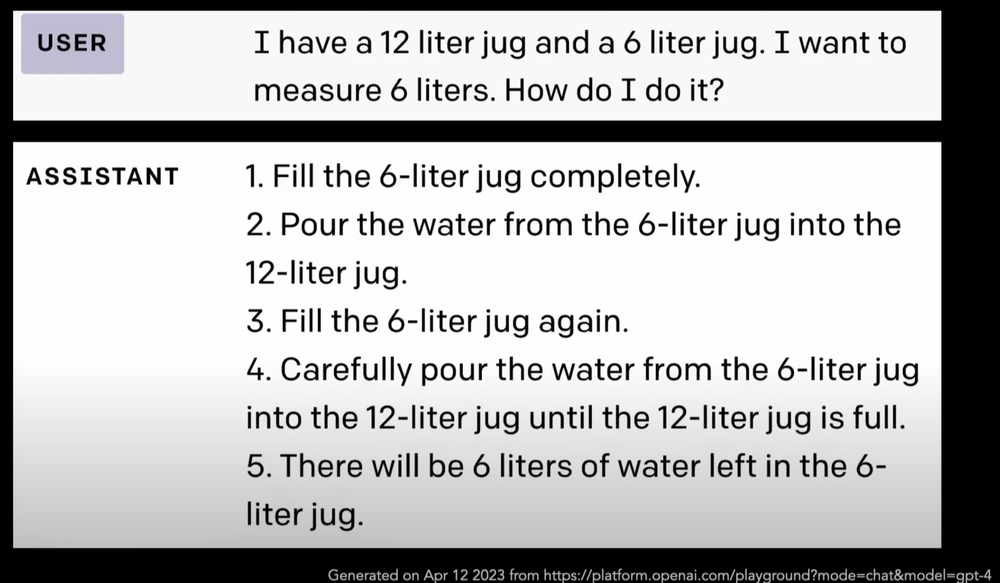 USER
I have a 12 liter jug and a 6 liter jug. I want to
measure 6 liters. How do I do it?
ASSISTANT
1. Fill the 6-liter jug completely.
2. Pour the water from the 6-liter jug into the
12-liter jug.
3. Fill the 6-liter jug again.
4. Carefully pour the water from the 6-liter jug
into the 12-liter jug until the 12-liter jug is full.
5. There will be 6 liters of water left in the 6-
liter jug.
Generated on Apr 12 2023 from https://platform.openai.com/playground?mode=chat&model=gpt-4